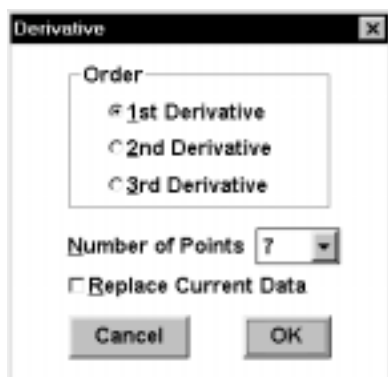 Derivative
Order
1st Derivative
2nd Derivative
3rd Derivative
Number of Points 7
Replace Current Data
Cancel OK